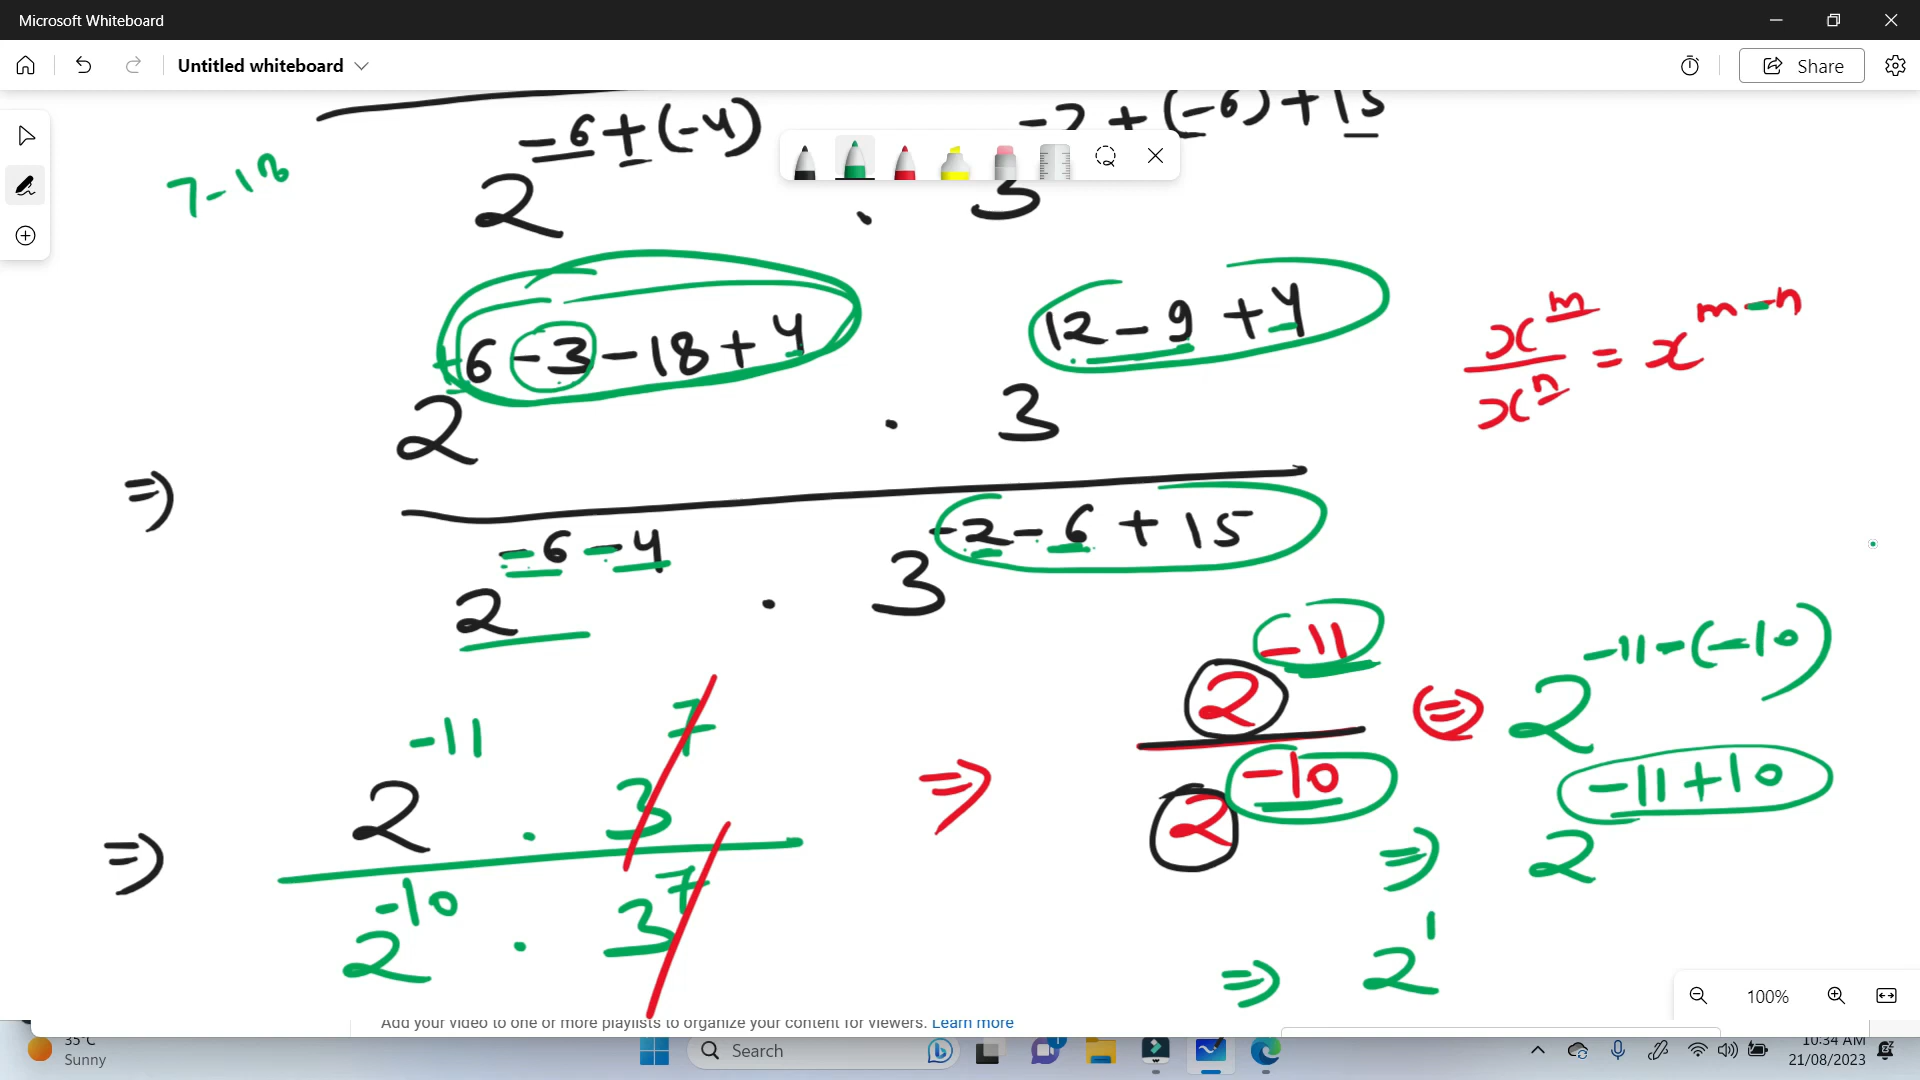 Microsoft Whiteboard
Untitled whiteboard
Share
-6+(-4) -2+(-6)+15
7-18
2 . 3
+6-3-18+4 12-9+4
x^m/x^n = x^m-n
2 . 3
=>
-6-4 -2-6+15
2 . 3
-11 -11-(-10)
2 => 2
-11 7
-10 -11+10
2 . 3 => 2 => 2
=>
-10 7 1
2 . 3 => 2
100%
Add your video to one or more playlists to organize your content for viewers. Learn more
35°C
Sunny
Search
1
10:34 AM
21/08/2023